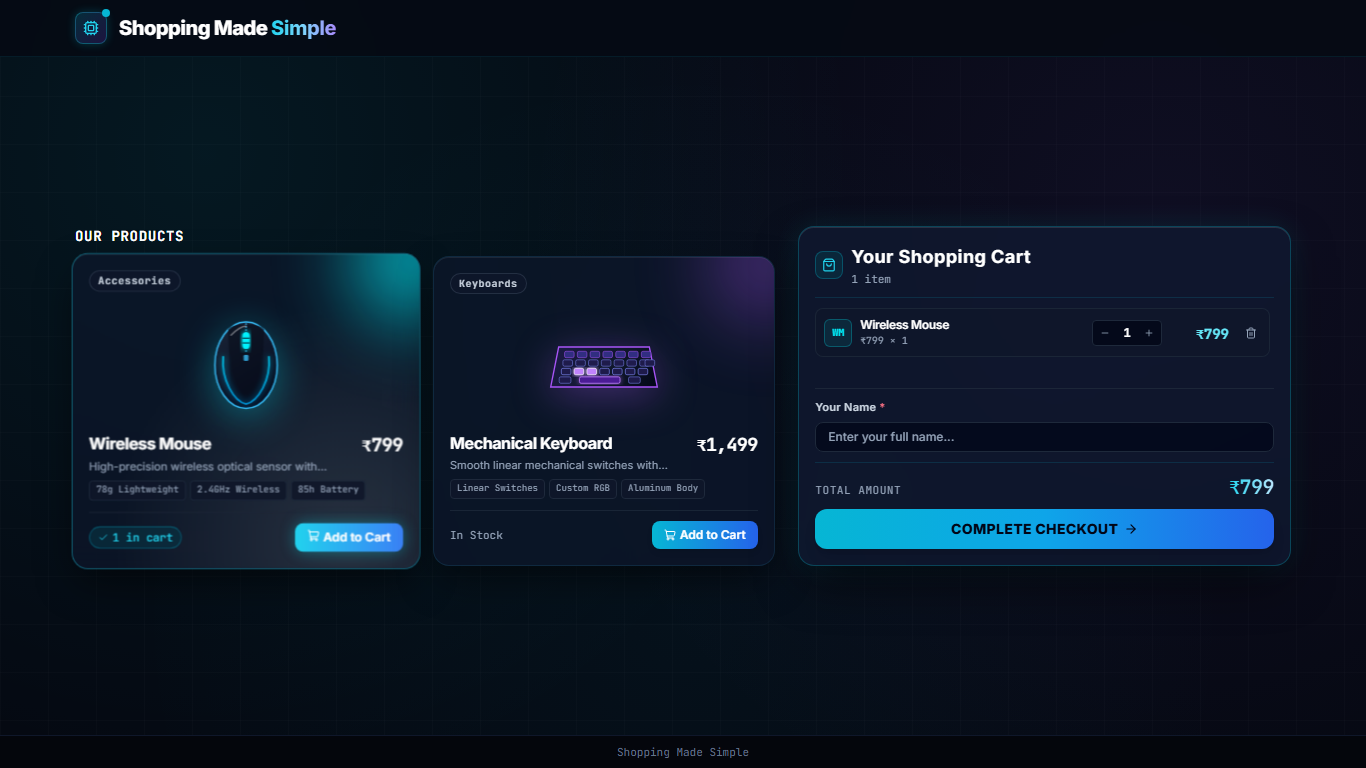 Shopping Made Simple
OUR PRODUCTS
Accessories
Wireless Mouse
₹799
High-precision wireless optical sensor with...
78g Lightweight
2.4GHz Wireless
85h Battery
1 in cart
Add to Cart
Keyboards
Mechanical Keyboard
₹1,499
Smooth linear mechanical switches with...
Linear Switches
Custom RGB
Aluminum Body
In Stock
Add to Cart
Your Shopping Cart
1 item
WM
Wireless Mouse
₹799 × 1
− 1 +
₹799
Your Name *
Enter your full name...
TOTAL AMOUNT
₹799
COMPLETE CHECKOUT →
Shopping Made Simple